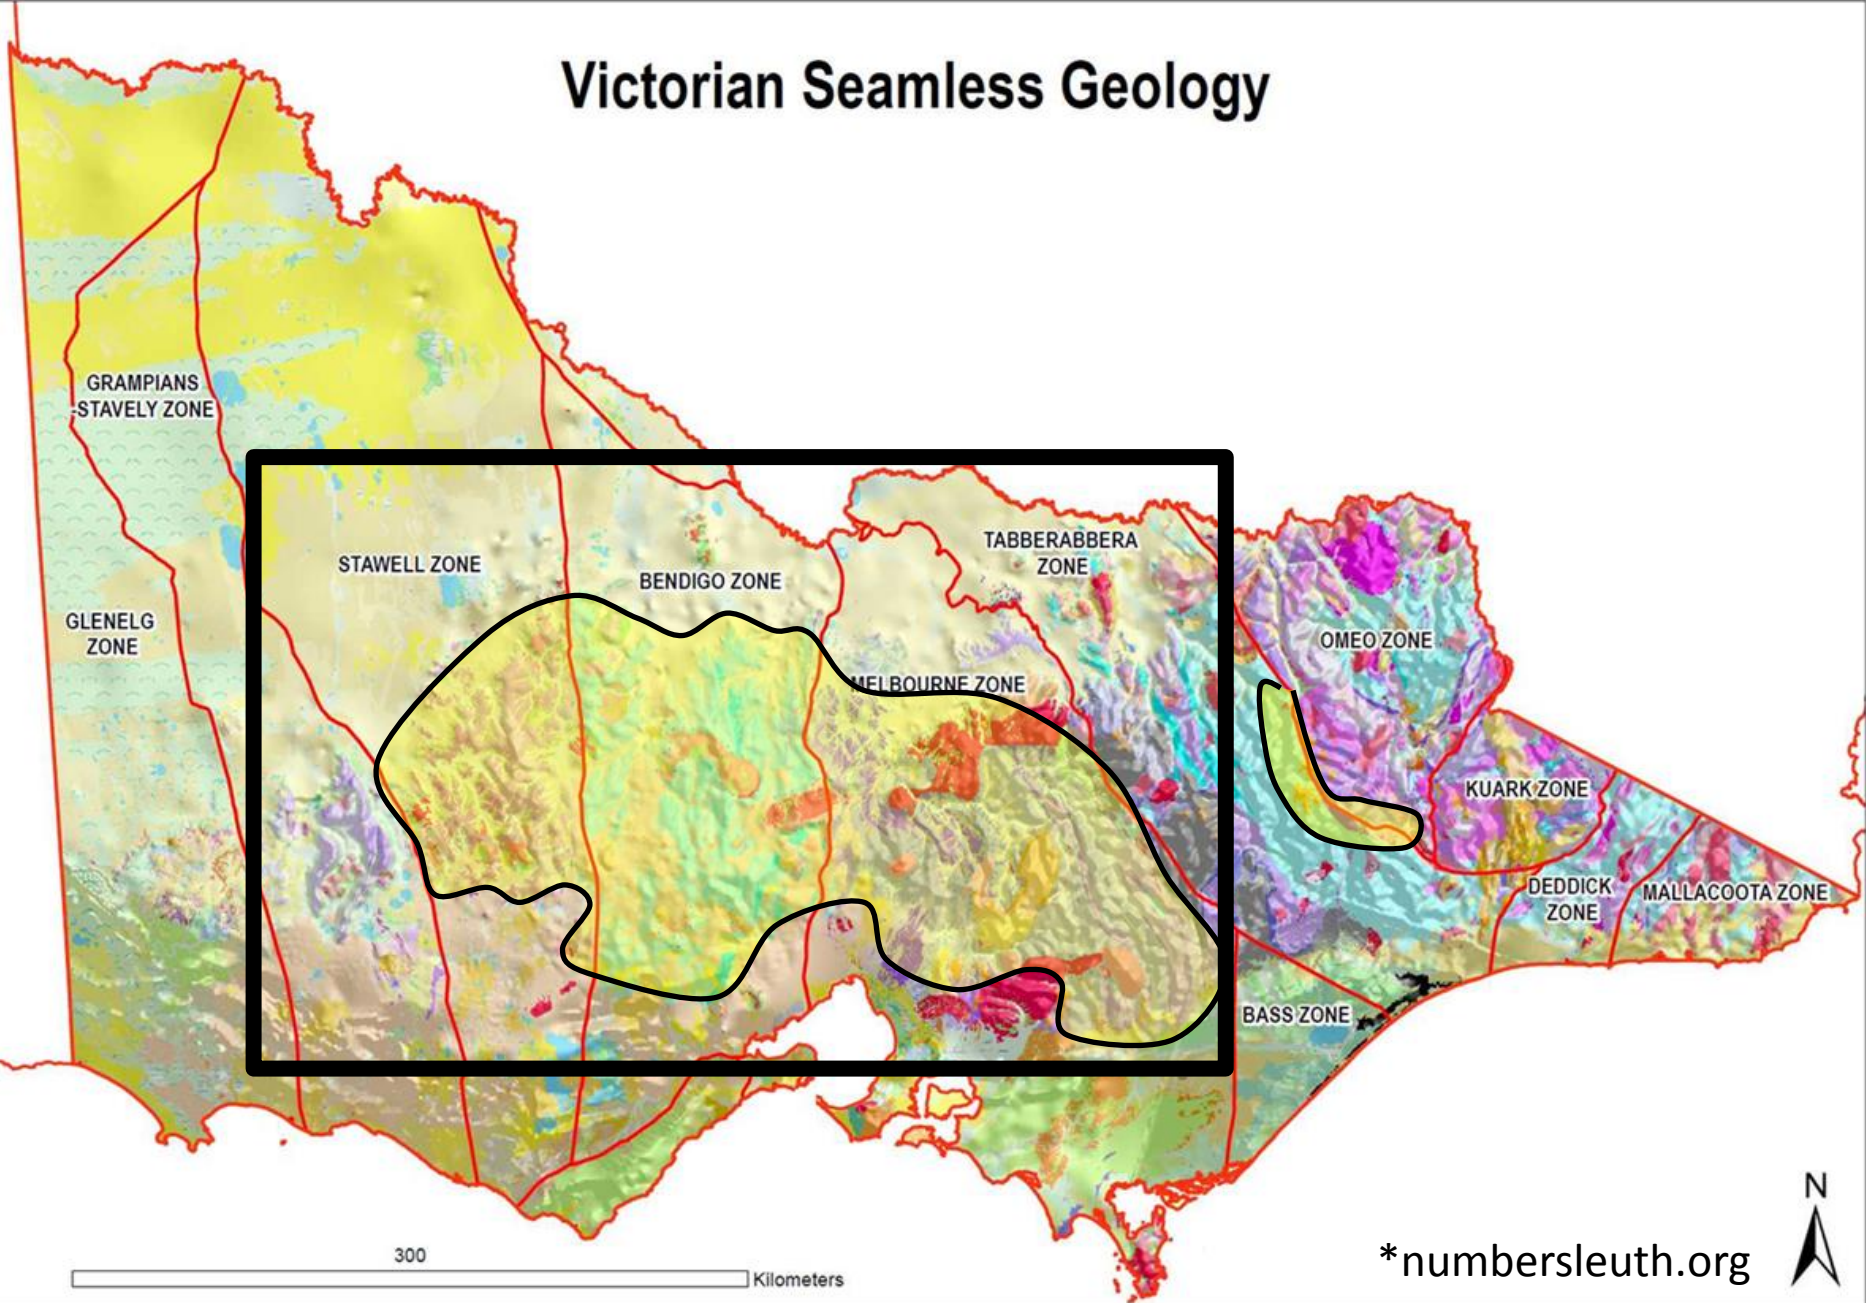 Victorian Seamless Geology
GRAMPIANS
-STAVELY ZONE
STAWELL ZONE
BENDIGO ZONE
TABBERABBERA
ZONE
GLENELG
ZONE
OMEO ZONE
MELBOURNE ZONE
KUARK ZONE
DEDDICK
ZONE
MALLACOOTA ZONE
BASS ZONE
N
300
Kilometers
*numbersleuth.org